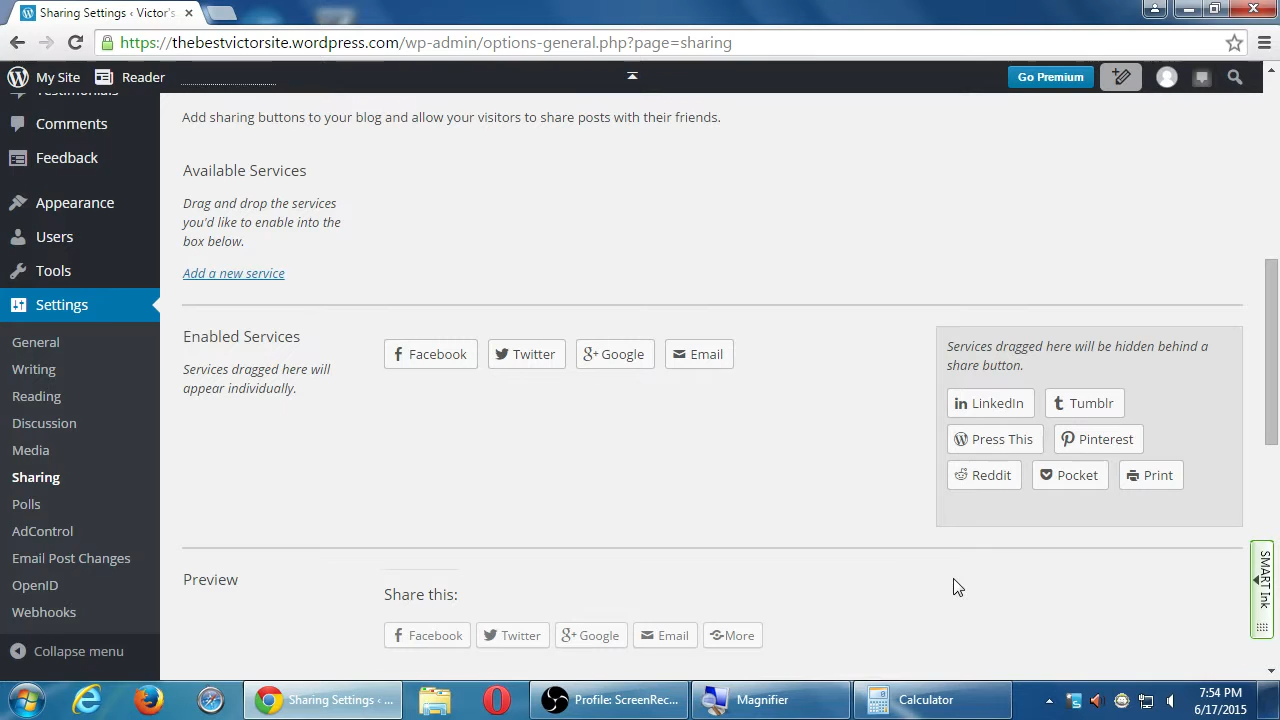 Sharing Settings ‹ Victor's
https://thebestvictorsite.wordpress.com/wp-admin/options-general.php?page=sharing
My Site
Reader
Go Premium
Testimonials
Comments
Feedback
Appearance
Users
Tools
Settings
General
Writing
Reading
Discussion
Media
Sharing
Polls
AdControl
Email Post Changes
OpenID
Webhooks
Collapse menu
Add sharing buttons to your blog and allow your visitors to share posts with their friends.
Available Services
Drag and drop the services
you'd like to enable into the
box below.
Add a new service
Enabled Services
Services dragged here will
appear individually.
Facebook
Twitter
Google
Email
Services dragged here will be hidden behind a
share button.
LinkedIn
Tumblr
Press This
Pinterest
Reddit
Pocket
Print
Preview
Share this:
Facebook
Twitter
Google
Email
More
SMART Ink
Sharing Settings ‹ ...
Profile: ScreenRec...
Magnifier
Calculator
7:54 PM
6/17/2015